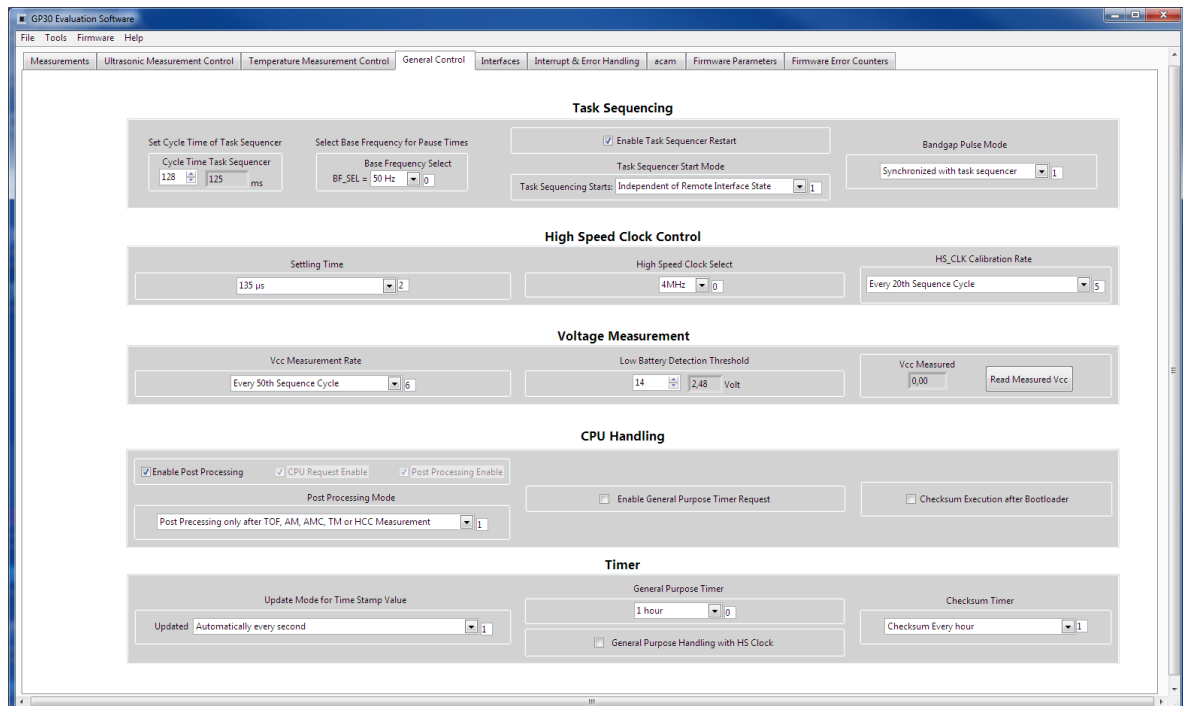 GP30 Evaluation Software
File Tools Firmware Help
Measurements Ultrasonic Measurement Control Temperature Measurement Control General Control Interfaces Interrupt & Error Handling acam Firmware Parameters Firmware Error Counters
Task Sequencing
Set Cycle Time of Task Sequencer
Cycle Time Task Sequencer
128 125 ms
Select Base Frequency for Pause Times
Base Frequency Select
BF_SEL = 50 Hz 0
Enable Task Sequencer Restart
Task Sequencer Start Mode
Task Sequencing Starts: Independent of Remote Interface State 1
Bandgap Pulse Mode
Synchronized with task sequencer 1
High Speed Clock Control
Settling Time
135 µs 2
High Speed Clock Select
4MHz 0
HS_CLK Calibration Rate
Every 20th Sequence Cycle 5
Voltage Measurement
Vcc Measurement Rate
Every 50th Sequence Cycle 6
Low Battery Detection Threshold
14 2,48 Volt
Vcc Measured
0,00 Read Measured Vcc
CPU Handling
Enable Post Processing CPU Request Enable Post Processing Enable
Post Processing Mode
Post Precessing only after TOF, AM, AMC, TM or HCC Measurement 1
Enable General Purpose Timer Request
Checksum Execution after Bootloader
Timer
Update Mode for Time Stamp Value
Updated Automatically every second 1
General Purpose Timer
1 hour 0
General Purpose Handling with HS Clock
Checksum Timer
Checksum Every hour 1